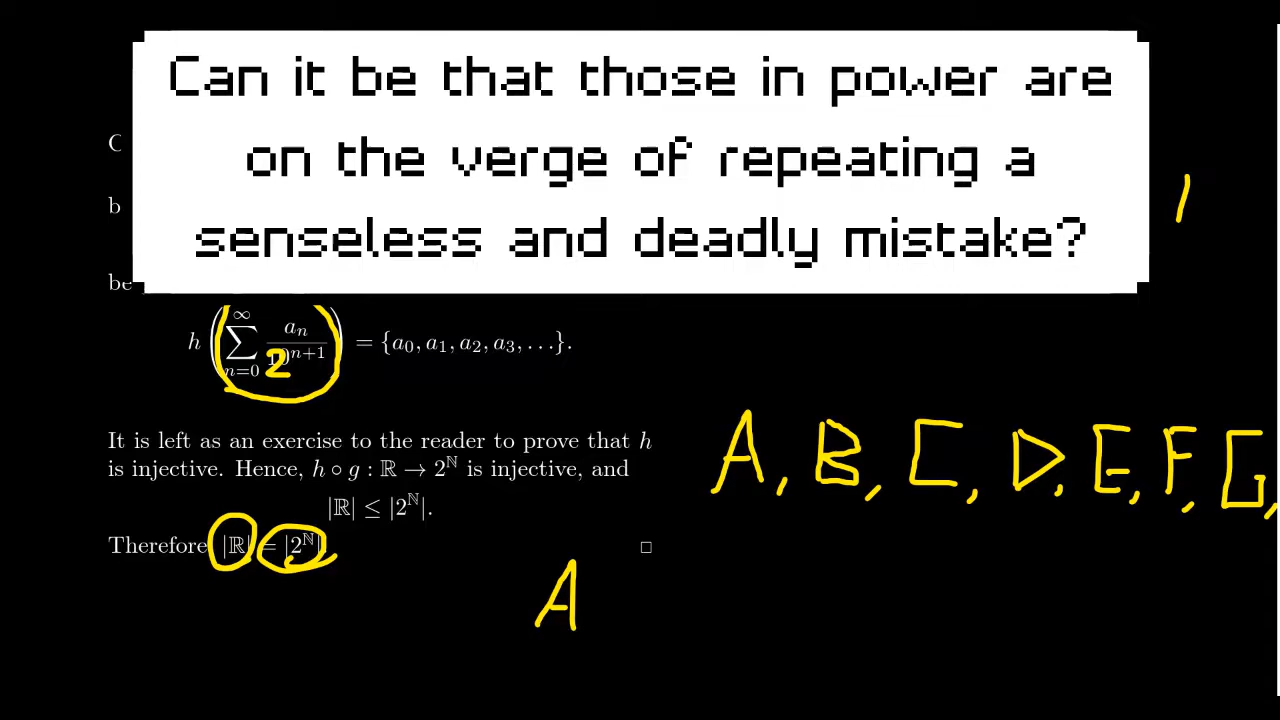 Can it be that those in power are
on the verge of repeating a
senseless and deadly mistake?
C
b
be
h(∑_{n=0}^{∞} a_n/2^{n+1}) = {a_0, a_1, a_2, a_3, ...}.
It is left as an exercise to the reader to prove that h
is injective. Hence, h ∘ g : ℝ → 2^ℕ is injective, and
|ℝ| ≤ |2^ℕ|.
Therefore |ℝ| = |2^ℕ|
□
A, B, C, D, E, F, G,
A